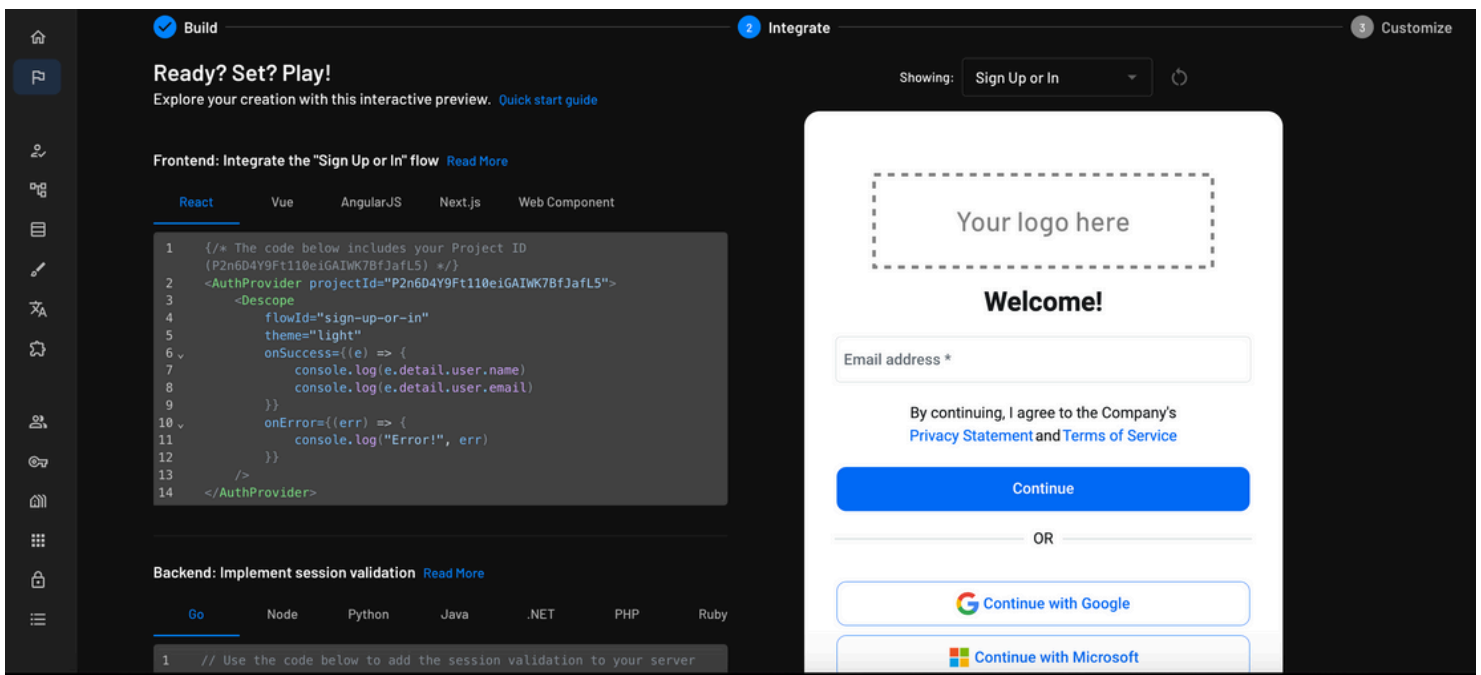 Build
2 Integrate
3 Customize
Ready? Set? Play!
Explore your creation with this interactive preview. Quick start guide
Showing: Sign Up or In
Frontend: Integrate the "Sign Up or In" flow Read More
React Vue AngularJS Next.js Web Component
1 {/* The code below includes your Project ID
(P2n6D4Y9Ft110eiGAIWK7BfJafL5) */}
2 <AuthProvider projectId="P2n6D4Y9Ft110eiGAIWK7BfJafL5">
3 <Descope
4 flowId="sign-up-or-in"
5 theme="light"
6 onSuccess={(e) => {
7 console.log(e.detail.user.name)
8 console.log(e.detail.user.email)
9 }}
10 onError={(err) => {
11 console.log("Error!", err)
12 }}
13 />
14 </AuthProvider>
Backend: Implement session validation Read More
Go Node Python Java .NET PHP Ruby
1 // Use the code below to add the session validation to your server
Your logo here
Welcome!
Email address *
By continuing, I agree to the Company's
Privacy Statement and Terms of Service
Continue
OR
Continue with Google
Continue with Microsoft